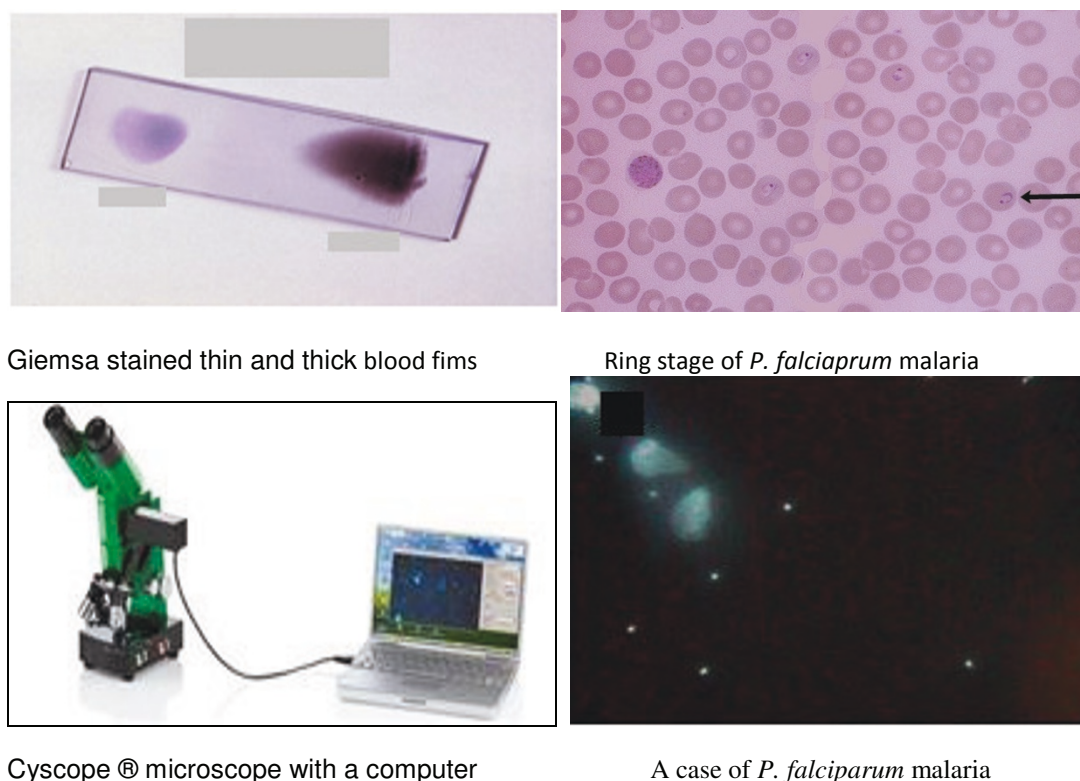 Giemsa stained thin and thick blood fims
Ring stage of P. falciaprum malaria
Cyscope ® microscope with a computer
A case of P. falciparum malaria